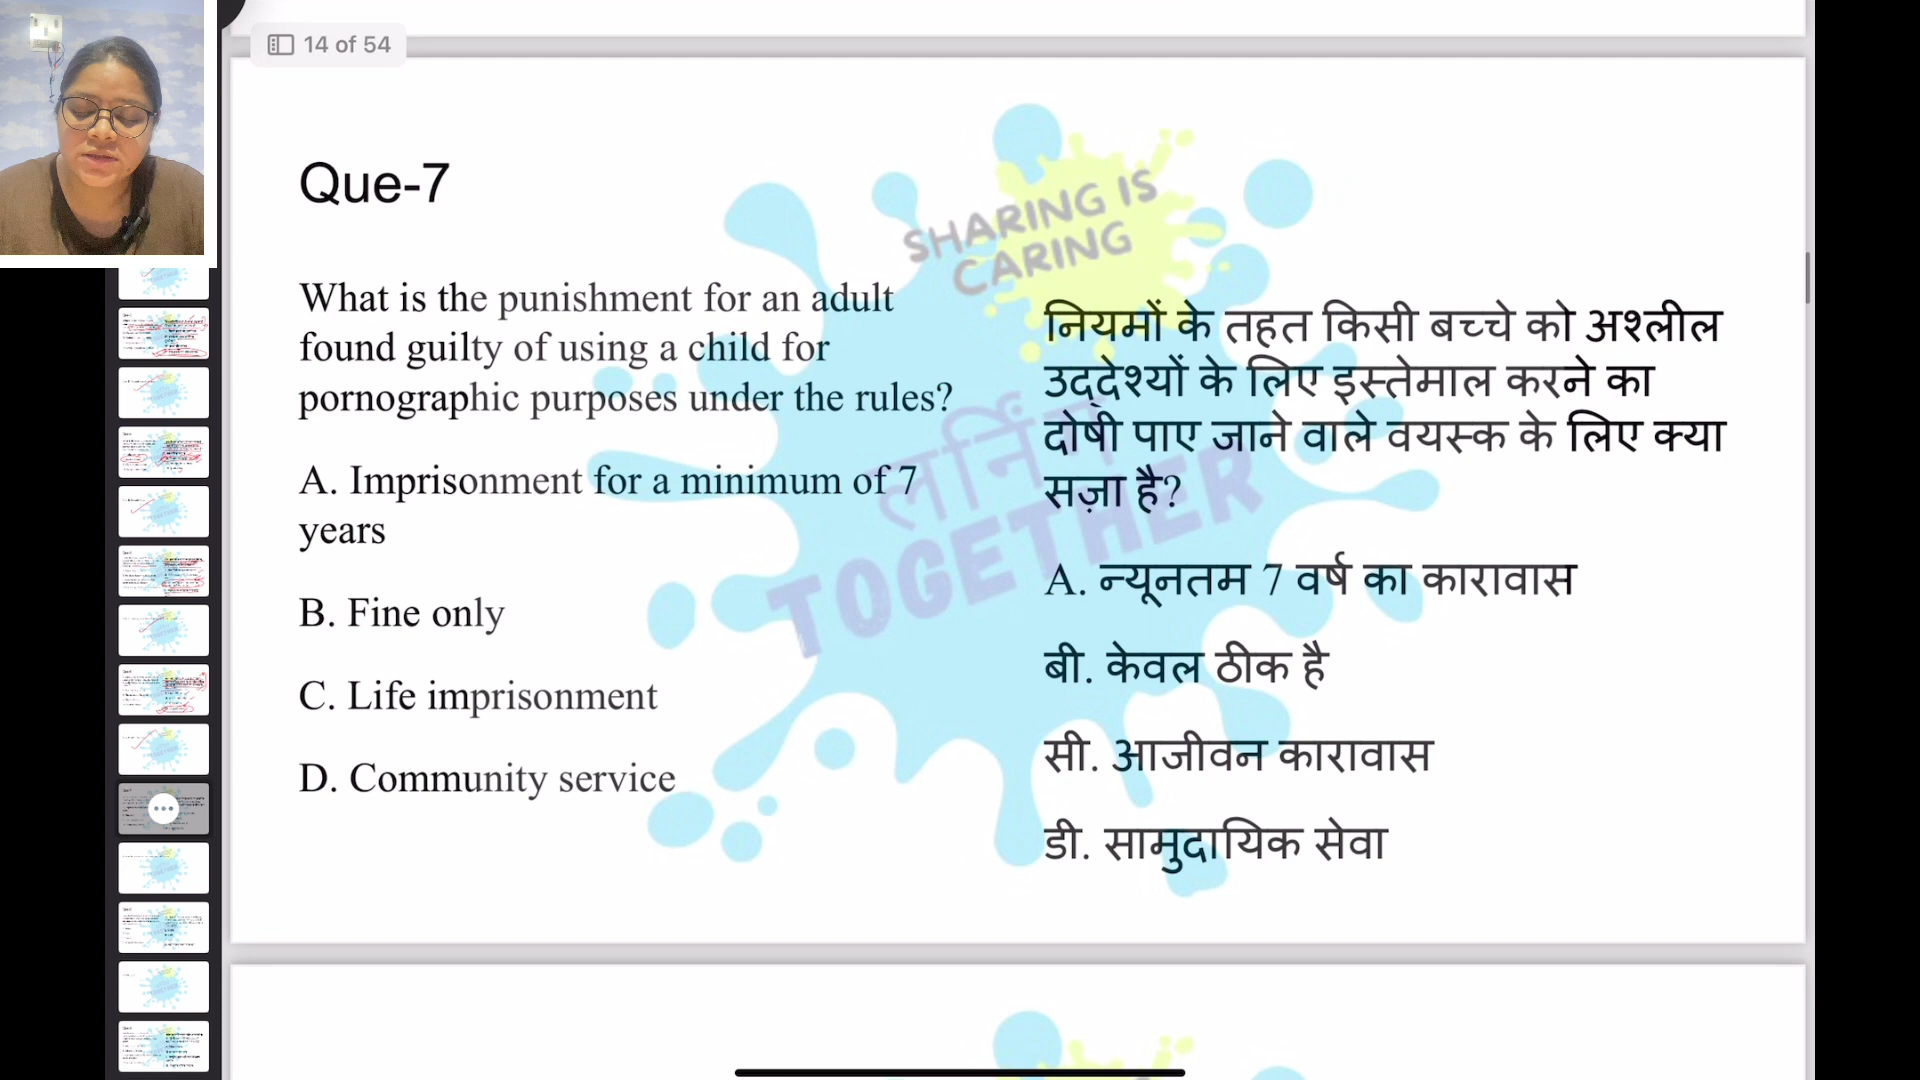 14 of 54
Que-7
SHARING IS
CARING
लर्निंग
TOGETHER
What is the punishment for an adult
found guilty of using a child for
pornographic purposes under the rules?
A. Imprisonment for a minimum of 7
years
B. Fine only
C. Life imprisonment
D. Community service
नियमों के तहत किसी बच्चे को अश्लील
उद्देश्यों के लिए इस्तेमाल करने का
दोषी पाए जाने वाले वयस्क के लिए क्या
सज़ा है?
A. न्यूनतम 7 वर्ष का कारावास
बी. केवल ठीक है
सी. आजीवन कारावास
डी. सामुदायिक सेवा